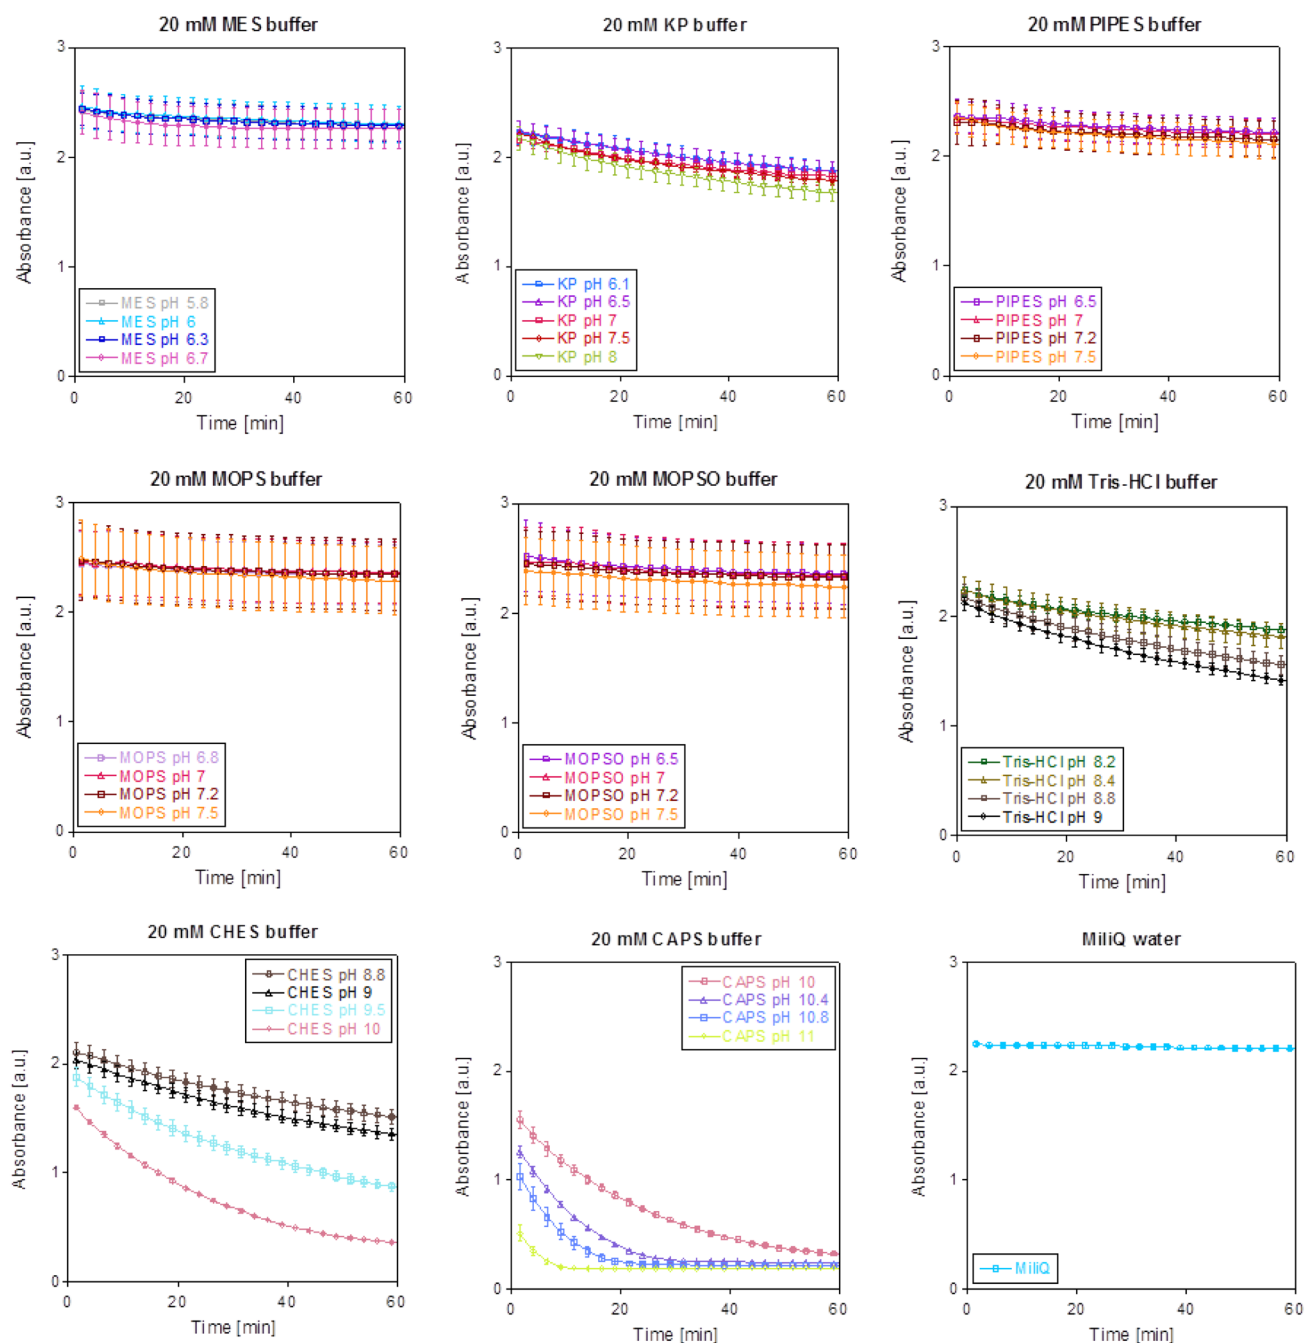 20 mM MES buffer
3
2
1
0
Absorbance [a.u.]
MES pH 5.8
MES pH 6
MES pH 6.3
MES pH 6.7
0 20 40 60
Time [min]
20 mM KP buffer
3
2
1
0
Absorbance [a.u.]
KP pH 6.1
KP pH 6.5
KP pH 7
KP pH 7.5
KP pH 8
0 20 40 60
Time [min]
20 mM PIPES buffer
3
2
1
0
Absorbance [a.u.]
PIPES pH 6.5
PIPES pH 7
PIPES pH 7.2
PIPES pH 7.5
0 20 40 60
Time [min]
20 mM MOPS buffer
3
2
1
0
Absorbance [a.u.]
MOPS pH 6.8
MOPS pH 7
MOPS pH 7.2
MOPS pH 7.5
0 20 40 60
Time [min]
20 mM MOPSO buffer
3
2
1
0
Absorbance [a.u.]
MOPSO pH 6.5
MOPSO pH 7
MOPSO pH 7.2
MOPSO pH 7.5
0 20 40 60
Time [min]
20 mM Tris-HCl buffer
3
2
1
0
Absorbance [a.u.]
Tris-HCl pH 8.2
Tris-HCl pH 8.4
Tris-HCl pH 8.8
Tris-HCl pH 9
0 20 40 60
Time [min]
20 mM CHES buffer
3
2
1
0
Absorbance [a.u.]
CHES pH 8.8
CHES pH 9
CHES pH 9.5
CHES pH 10
0 20 40 60
Time [min]
20 mM CAPS buffer
3
2
1
0
Absorbance [a.u.]
CAPS pH 10
CAPS pH 10.4
CAPS pH 10.8
CAPS pH 11
0 20 40 60
Time [min]
MiliQ water
3
2
1
0
Absorbance [a.u.]
MiliQ
0 20 40 60
Time [min]